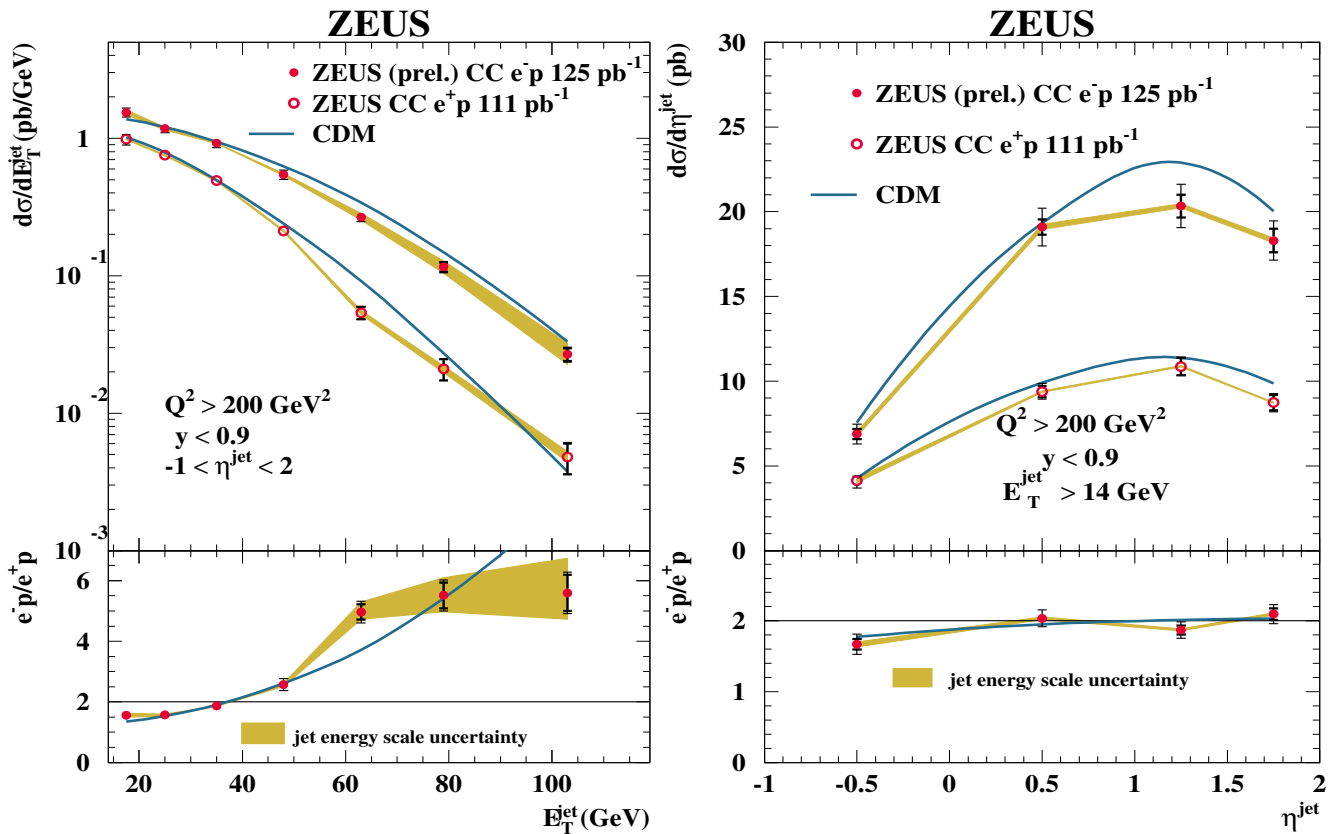 ZEUS
dσ/dE_T^jet (pb/GeV)
ZEUS (prel.) CC e⁻p 125 pb⁻¹
ZEUS CC e⁺p 111 pb⁻¹
CDM
1
10⁻¹
10⁻²
10⁻³
Q² > 200 GeV²
y < 0.9
-1 < η^jet < 2
e⁻p/e⁺p
10
8
6
4
2
0
jet energy scale uncertainty
20 40 60 80 100
E_T^jet (GeV)
ZEUS
dσ/dη^jet (pb)
30
25
20
15
10
5
0
ZEUS (prel.) CC e⁻p 125 pb⁻¹
ZEUS CC e⁺p 111 pb⁻¹
CDM
Q² > 200 GeV²
y < 0.9
E_T^jet > 14 GeV
e⁻p/e⁺p
2
1
0
jet energy scale uncertainty
-1 -0.5 0 0.5 1 1.5 2
η^jet